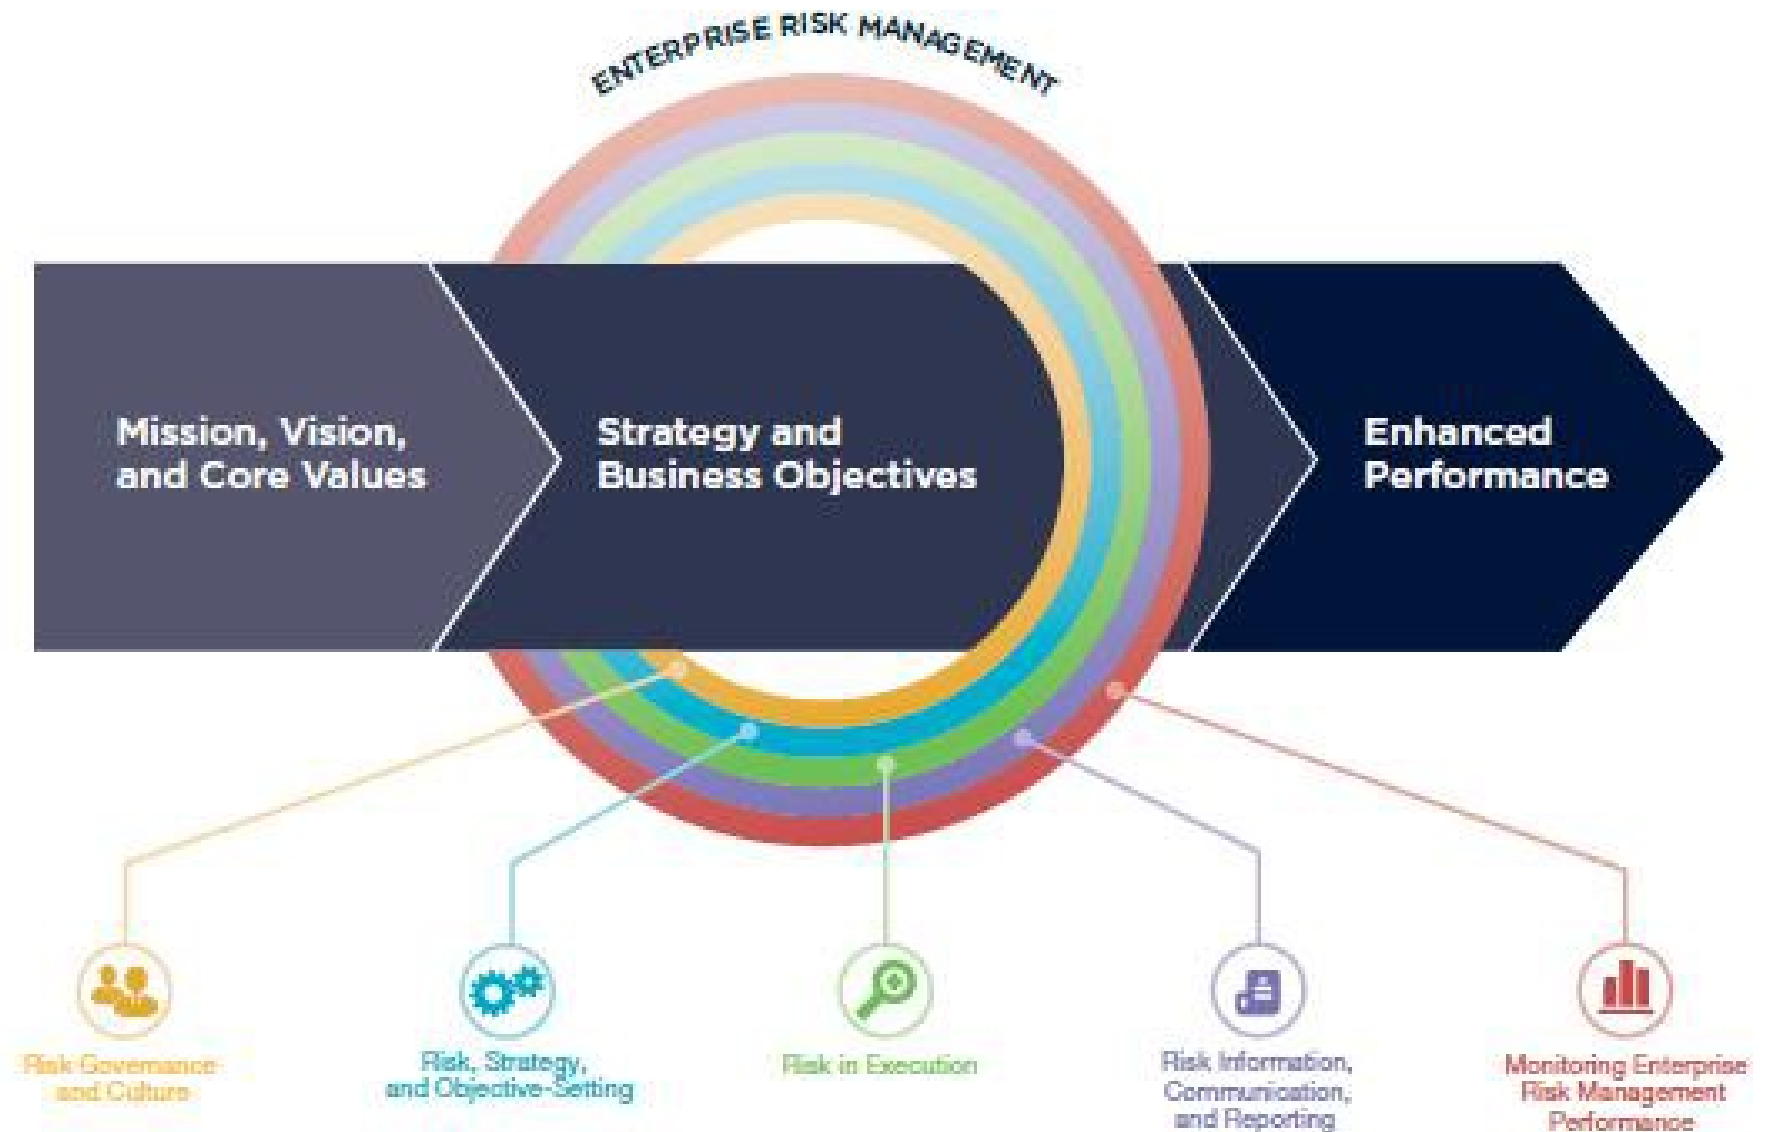 ENTERPRISE RISK MANAGEMENT
Mission, Vision,
and Core Values
Strategy and
Business Objectives
Enhanced
Performance
Risk Governance
and Culture
Risk, Strategy,
and Objective-Setting
Risk in Execution
Risk Information,
Communication,
and Reporting
Monitoring Enterprise
Risk Management
Performance